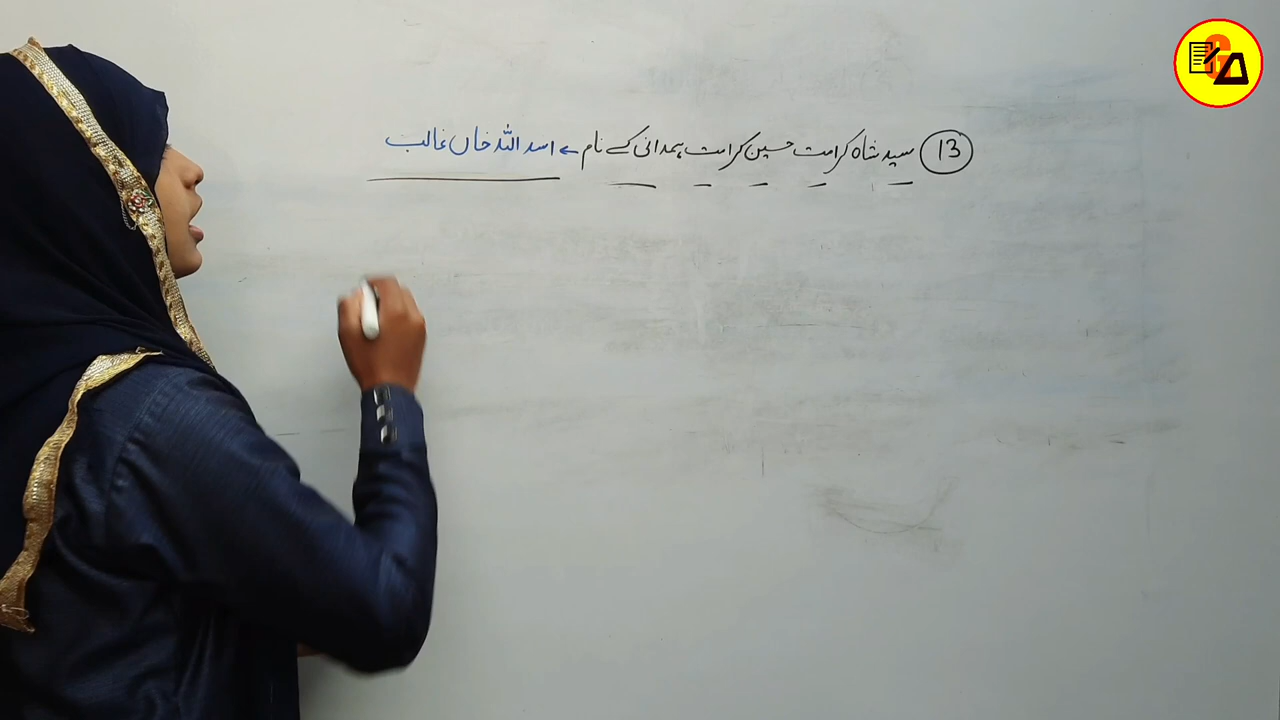 13 سید شاہ کرامت حسین کرامت ہمدانی کے نام ← اسد اللہ خاں غالب